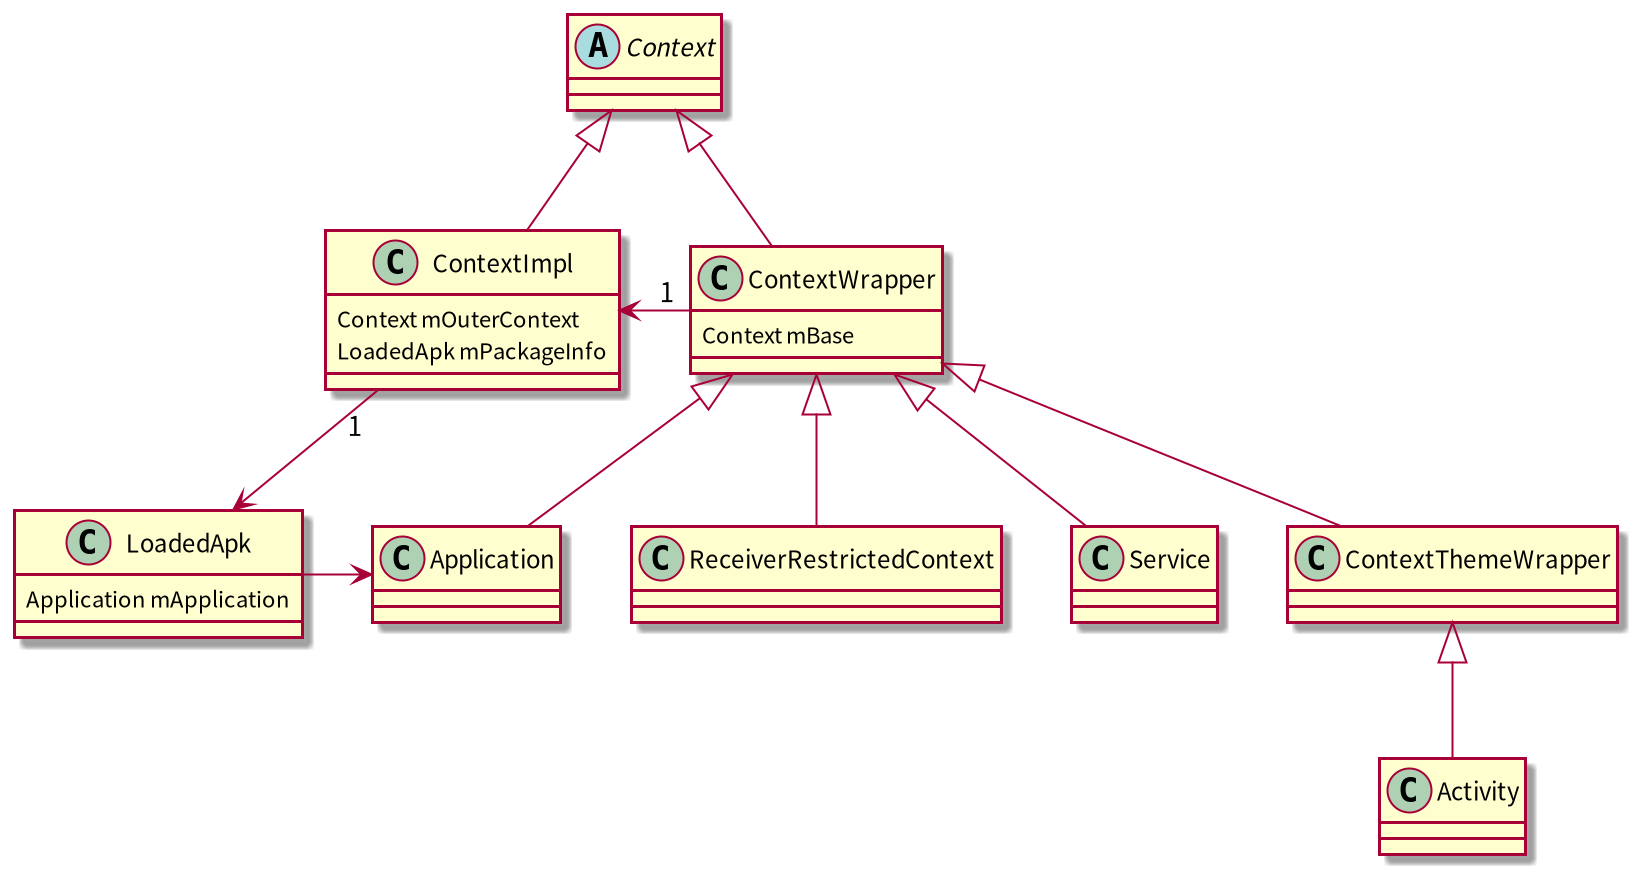 A Context
C ContextImpl
Context mOuterContext
LoadedApk mPackageInfo
1
C ContextWrapper
Context mBase
1
C LoadedApk
Application mApplication
C Application
C ReceiverRestrictedContext
C Service
C ContextThemeWrapper
C Activity